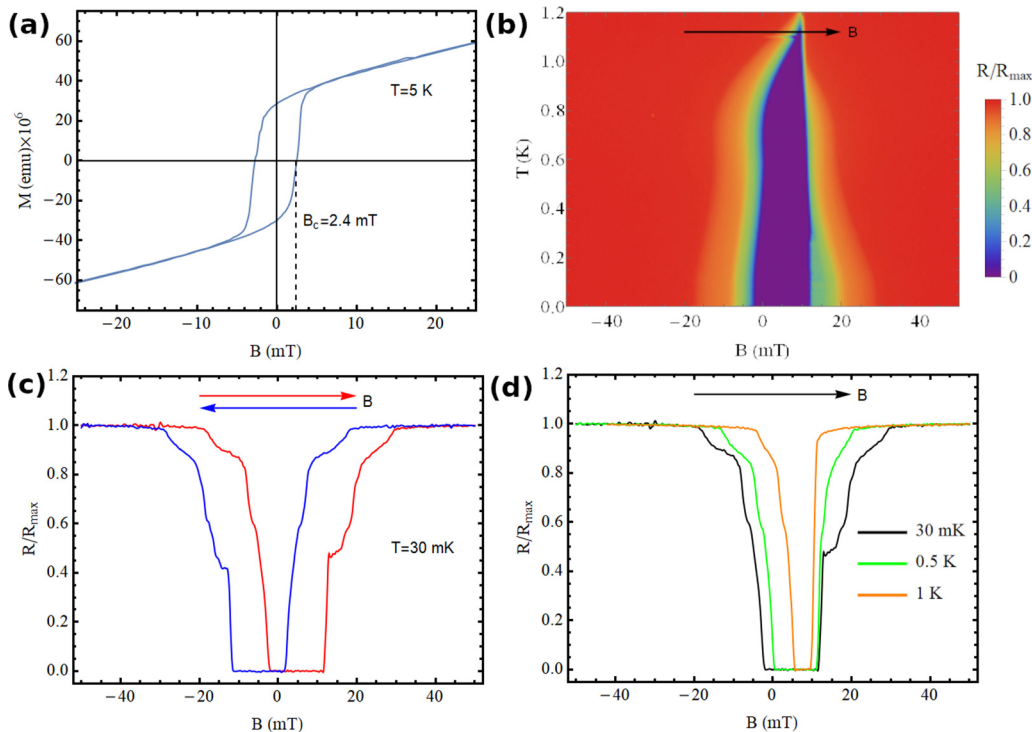 (a)
60
40
20
0
−20
−40
−60
M (emu)×10⁶
T=5 K
B_c=2.4 mT
−20 −10 0 10 20
B (mT)
(b)
1.2
1.0
0.8
0.6
0.4
0.2
0.0
T (K)
B
−40 −20 0 20 40
B (mT)
R/R_max
1.0
0.8
0.6
0.4
0.2
0
(c)
1.2
1.0
0.8
0.6
0.4
0.2
0.0
R/R_max
B
T=30 mK
−40 −20 0 20 40
B (mT)
(d)
1.2
1.0
0.8
0.6
0.4
0.2
0.0
R/R_max
B
30 mK
0.5 K
1 K
−40 −20 0 20 40
B (mT)